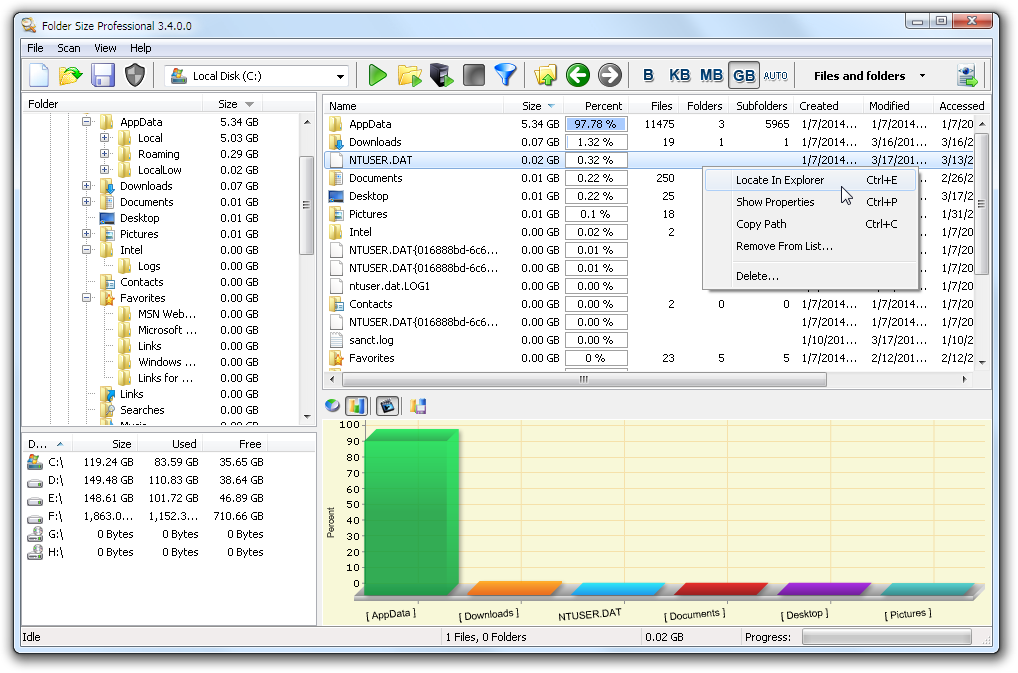 Folder Size Professional 3.4.0.0
File Scan View Help
Local Disk (C:) B KB MB GB AUTO Files and folders
Folder Size
AppData 5.34 GB
Local 5.03 GB
Roaming 0.29 GB
LocalLow 0.02 GB
Downloads 0.07 GB
Documents 0.02 GB
Desktop 0.02 GB
Pictures 0.01 GB
Intel 0.00 GB
Logs 0.00 GB
Contacts 0.00 GB
Favorites 0.00 GB
MSN Web... 0.00 GB
Microsoft ... 0.00 GB
Links 0.00 GB
Windows ... 0.00 GB
Links for ... 0.00 GB
Links 0.00 GB
Searches 0.00 GB
Music 0.00 GB
Name Size Percent Files Folders Subfolders Created Modified Accessed
AppData 5.34 GB 97.78 % 11475 3 5965 1/7/2014... 1/7/2014... 1/7/20
Downloads 0.07 GB 1.32 % 19 1 1 3/16/201... 3/16/201... 3/16/2
NTUSER.DAT 0.02 GB 0.32 % 1/7/2014... 3/17/201... 3/13/2
Documents 0.02 GB 0.22 % 250 2/26/2
Desktop 0.02 GB 0.22 % 25 3/17/2
Pictures 0.01 GB 0.1 % 18 1/31/2
Intel 0.00 GB 0.02 % 2 1/7/20
NTUSER.DAT{016888bd-6c6... 0.00 GB 0.01 % 1/7/20
NTUSER.DAT{016888bd-6c6... 0.00 GB 0.01 % 1/7/20
ntuser.dat.LOG1 0.00 GB 0.00 % 1/7/20
Contacts 0.00 GB 0.00 % 2 0 0 1/7/2014... 1/7/2014... 1/7/20
NTUSER.DAT{016888bd-6c6... 0.00 GB 0.00 % 1/7/2014... 1/7/2014... 1/7/20
sanct.log 0.00 GB 0.00 % 1/10/201... 3/17/201... 1/10/2
Favorites 0.00 GB 0 % 23 5 5 1/7/2014... 2/12/201... 2/12/2
Locate In Explorer Ctrl+E
Show Properties Ctrl+P
Copy Path Ctrl+C
Remove From List...
Delete...
D... Size Used Free
C:\ 119.24 GB 83.59 GB 35.65 GB
D:\ 149.48 GB 110.83 GB 38.64 GB
E:\ 148.61 GB 101.72 GB 46.89 GB
F:\ 1,863.0... 1,152.3... 710.66 GB
G:\ 0 Bytes 0 Bytes 0 Bytes
H:\ 0 Bytes 0 Bytes 0 Bytes
100
90
80
70
60
50
40
30
20
10
0
Percent
[ AppData ] [ Downloads ] NTUSER.DAT [ Documents ] [ Desktop ] [ Pictures ]
Idle 1 Files, 0 Folders 0.02 GB Progress: